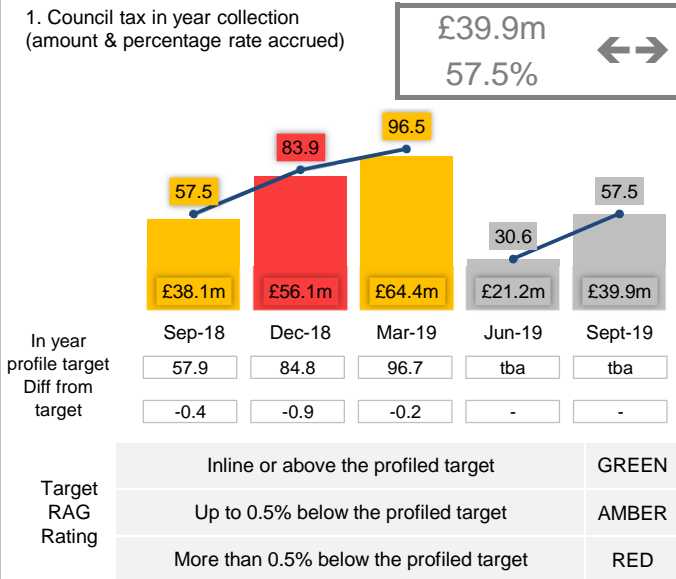 1. Council tax in year collection
(amount & percentage rate accrued)
£39.9m
57.5%
57.5
83.9
96.5
30.6
57.5
£38.1m
£56.1m
£64.4m
£21.2m
£39.9m
Sep-18
Dec-18
Mar-19
Jun-19
Sept-19
In year
profile target
57.9
84.8
96.7
tba
tba
Diff from
target
-0.4
-0.9
-0.2
-
-
Target
RAG
Rating
Inline or above the profiled target
GREEN
Up to 0.5% below the profiled target
AMBER
More than 0.5% below the profiled target
RED